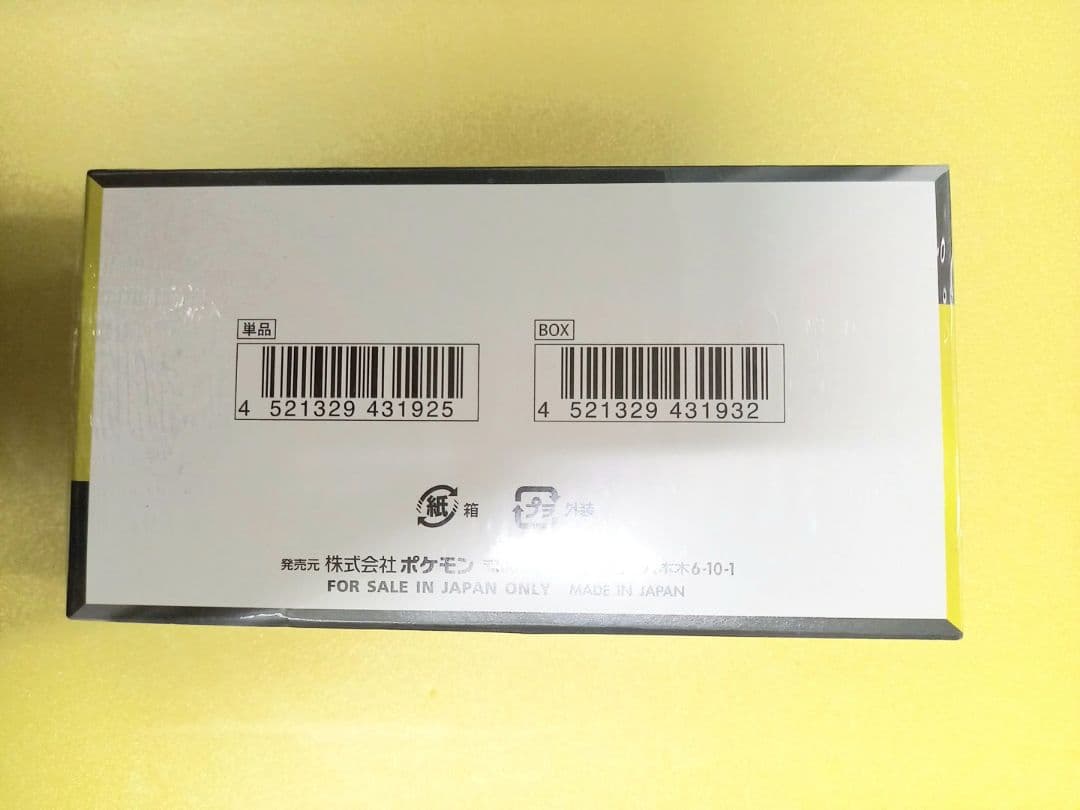 単品
BOX
4 521329 431925
4 521329 431932
紙 箱
プラ 外装
発売元 株式会社ポケモン 木6-10-1
FOR SALE IN JAPAN ONLY MADE IN JAPAN